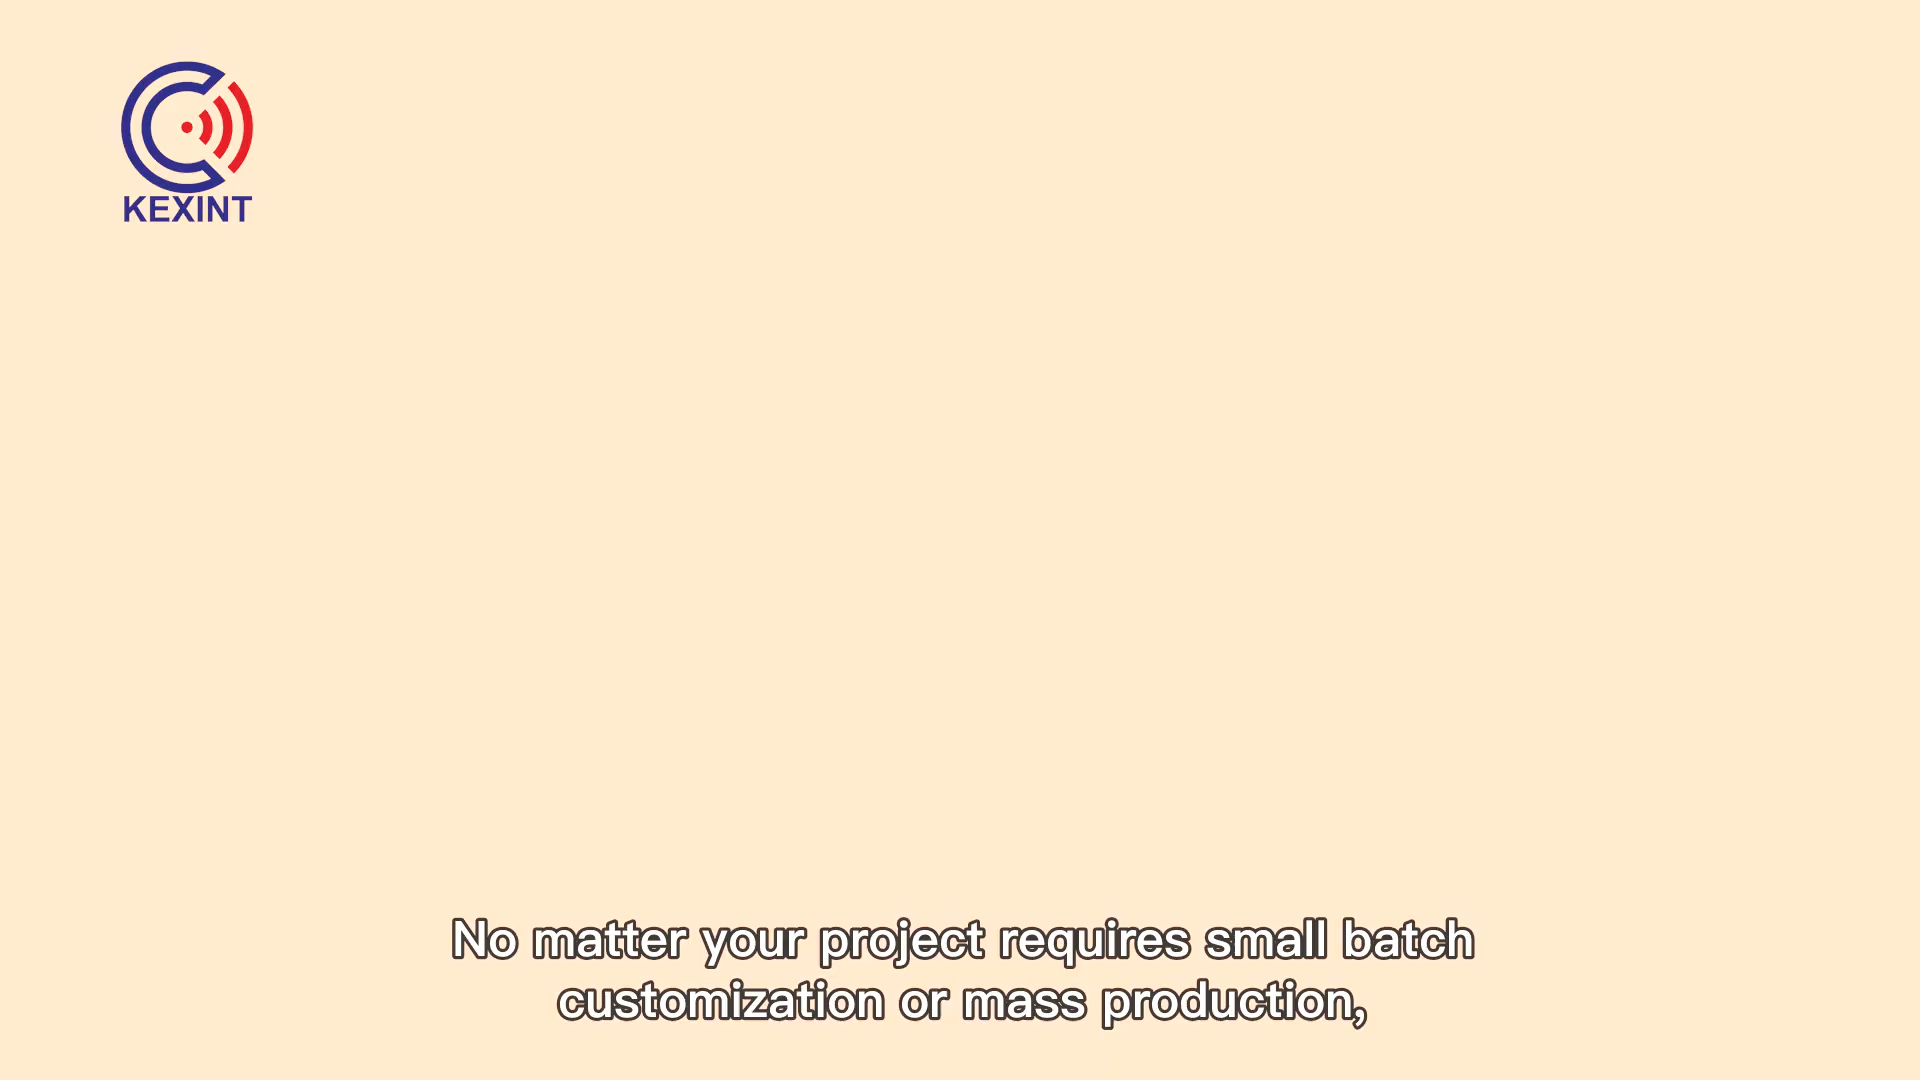 KEXINT
No matter your project requires small batch
customization or mass production,